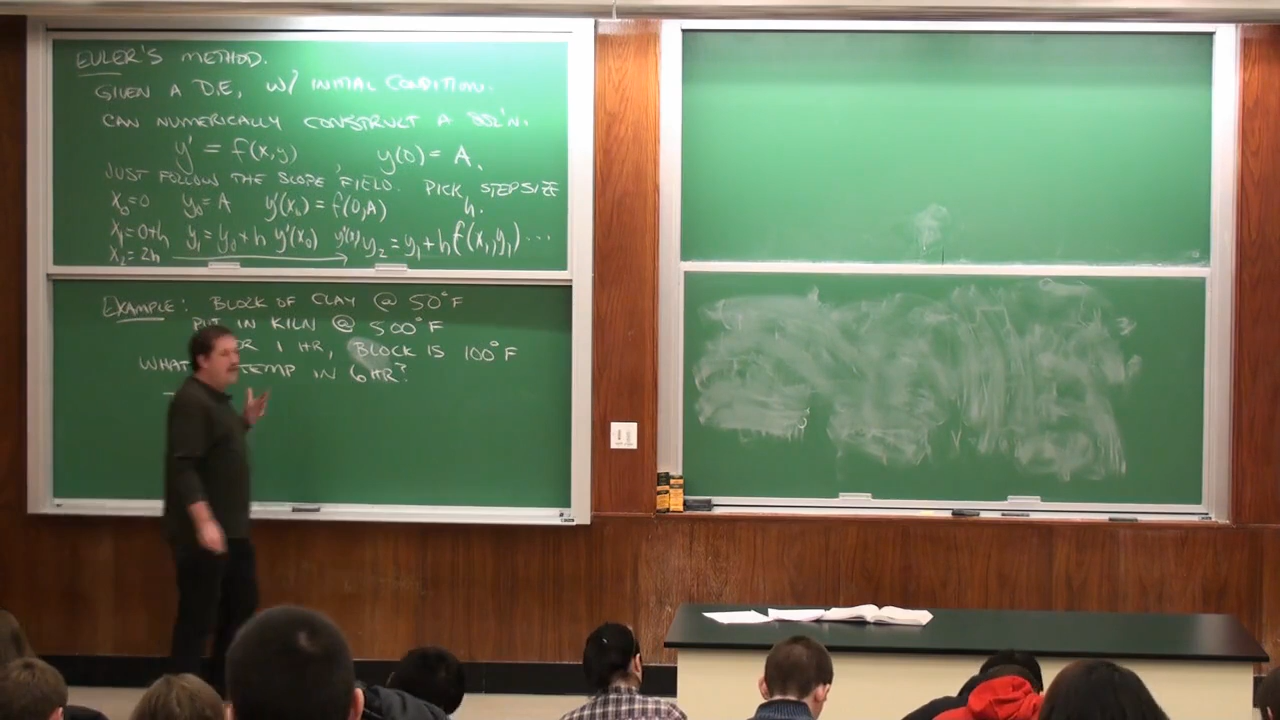 EULER'S METHOD.
GIVEN A D.E, W/ INITIAL CONDITION.
CAN NUMERICALLY CONSTRUCT A SOL'N.
y' = f(x,y) , y(0) = A.
JUST FOLLOW THE SLOPE FIELD. PICK STEPSIZE
h.
x₀=0 y₀=A y'(x₀) = f(0,A)
x₁=0+h y₁=y₀+h y'(x₀) y₂=y₁+h f(x₁,y₁) ...
x₂=2h
EXAMPLE: BLOCK OF CLAY @ 50°F
PUT IN KILN @ 500°F
OR 1 HR, BLOCK IS 100°F
WHAT TEMP IN 6 HR?